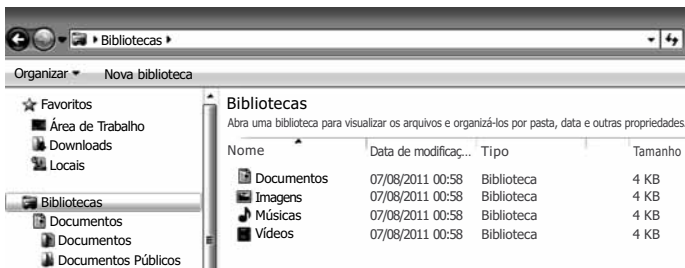 Bibliotecas
Organizar Nova biblioteca
Favoritos
Área de Trabalho
Downloads
Locais
Bibliotecas
Documentos
Documentos
Documentos Públicos
Bibliotecas
Abra uma biblioteca para visualizar os arquivos e organizá-los por pasta, data e outras propriedades.
Nome Data de modificaç... Tipo Tamanho
Documentos 07/08/2011 00:58 Biblioteca 4 KB
Imagens 07/08/2011 00:58 Biblioteca 4 KB
Músicas 07/08/2011 00:58 Biblioteca 4 KB
Vídeos 07/08/2011 00:58 Biblioteca 4 KB